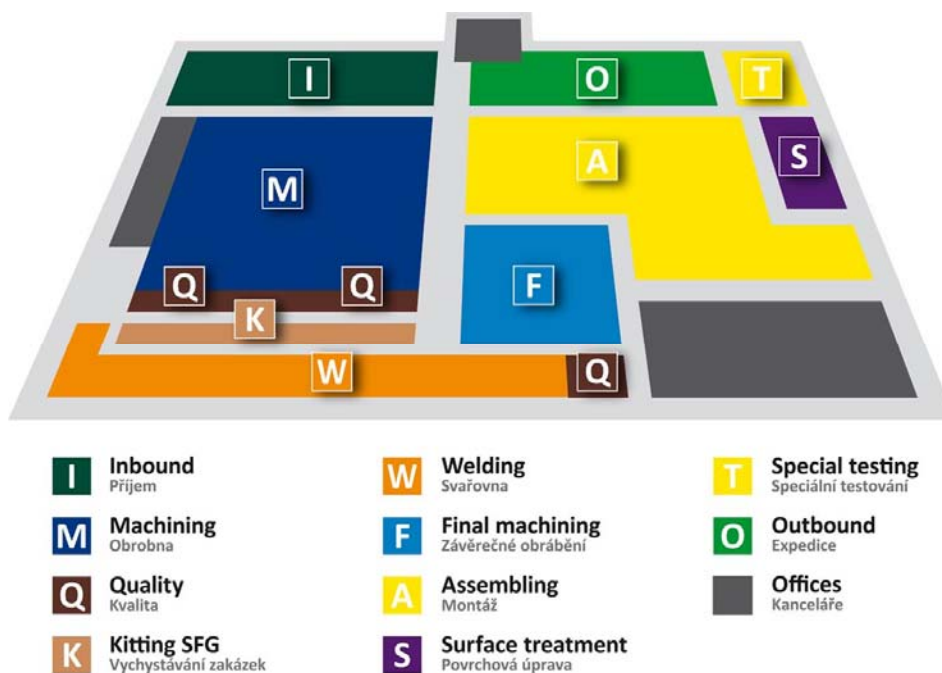 I
O
T
M
A
S
Q
Q
F
K
W
Q
I
Inbound
Příjem
M
Machining
Obrobna
Q
Quality
Kvalita
K
Kitting SFG
Vychystávání zakázek
W
Welding
Svařovna
F
Final machining
Závěrečné obrábění
A
Assembling
Montáž
S
Surface treatment
Povrchová úprava
T
Special testing
Speciální testování
O
Outbound
Expedice
Offices
Kanceláře